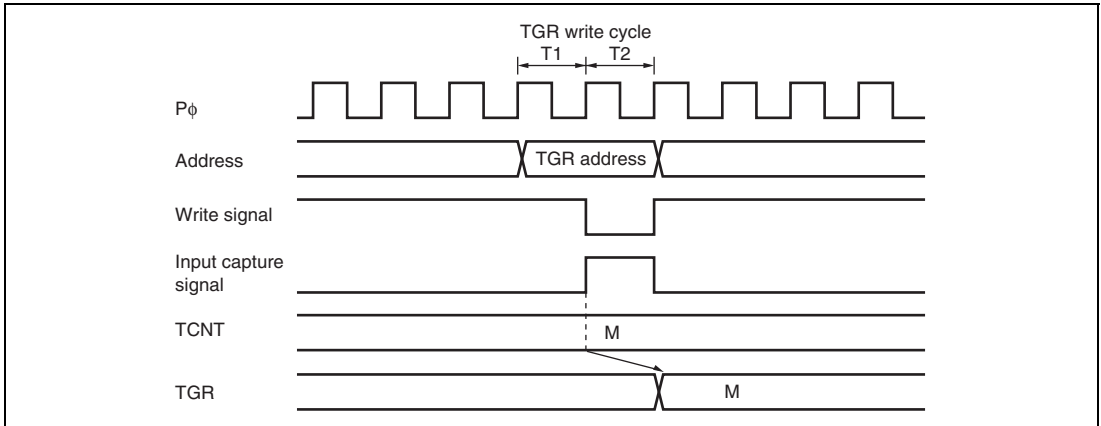 TGR write cycle
T1 T2
Pφ
Address
TGR address
Write signal
Input capture
signal
TCNT
M
TGR
M